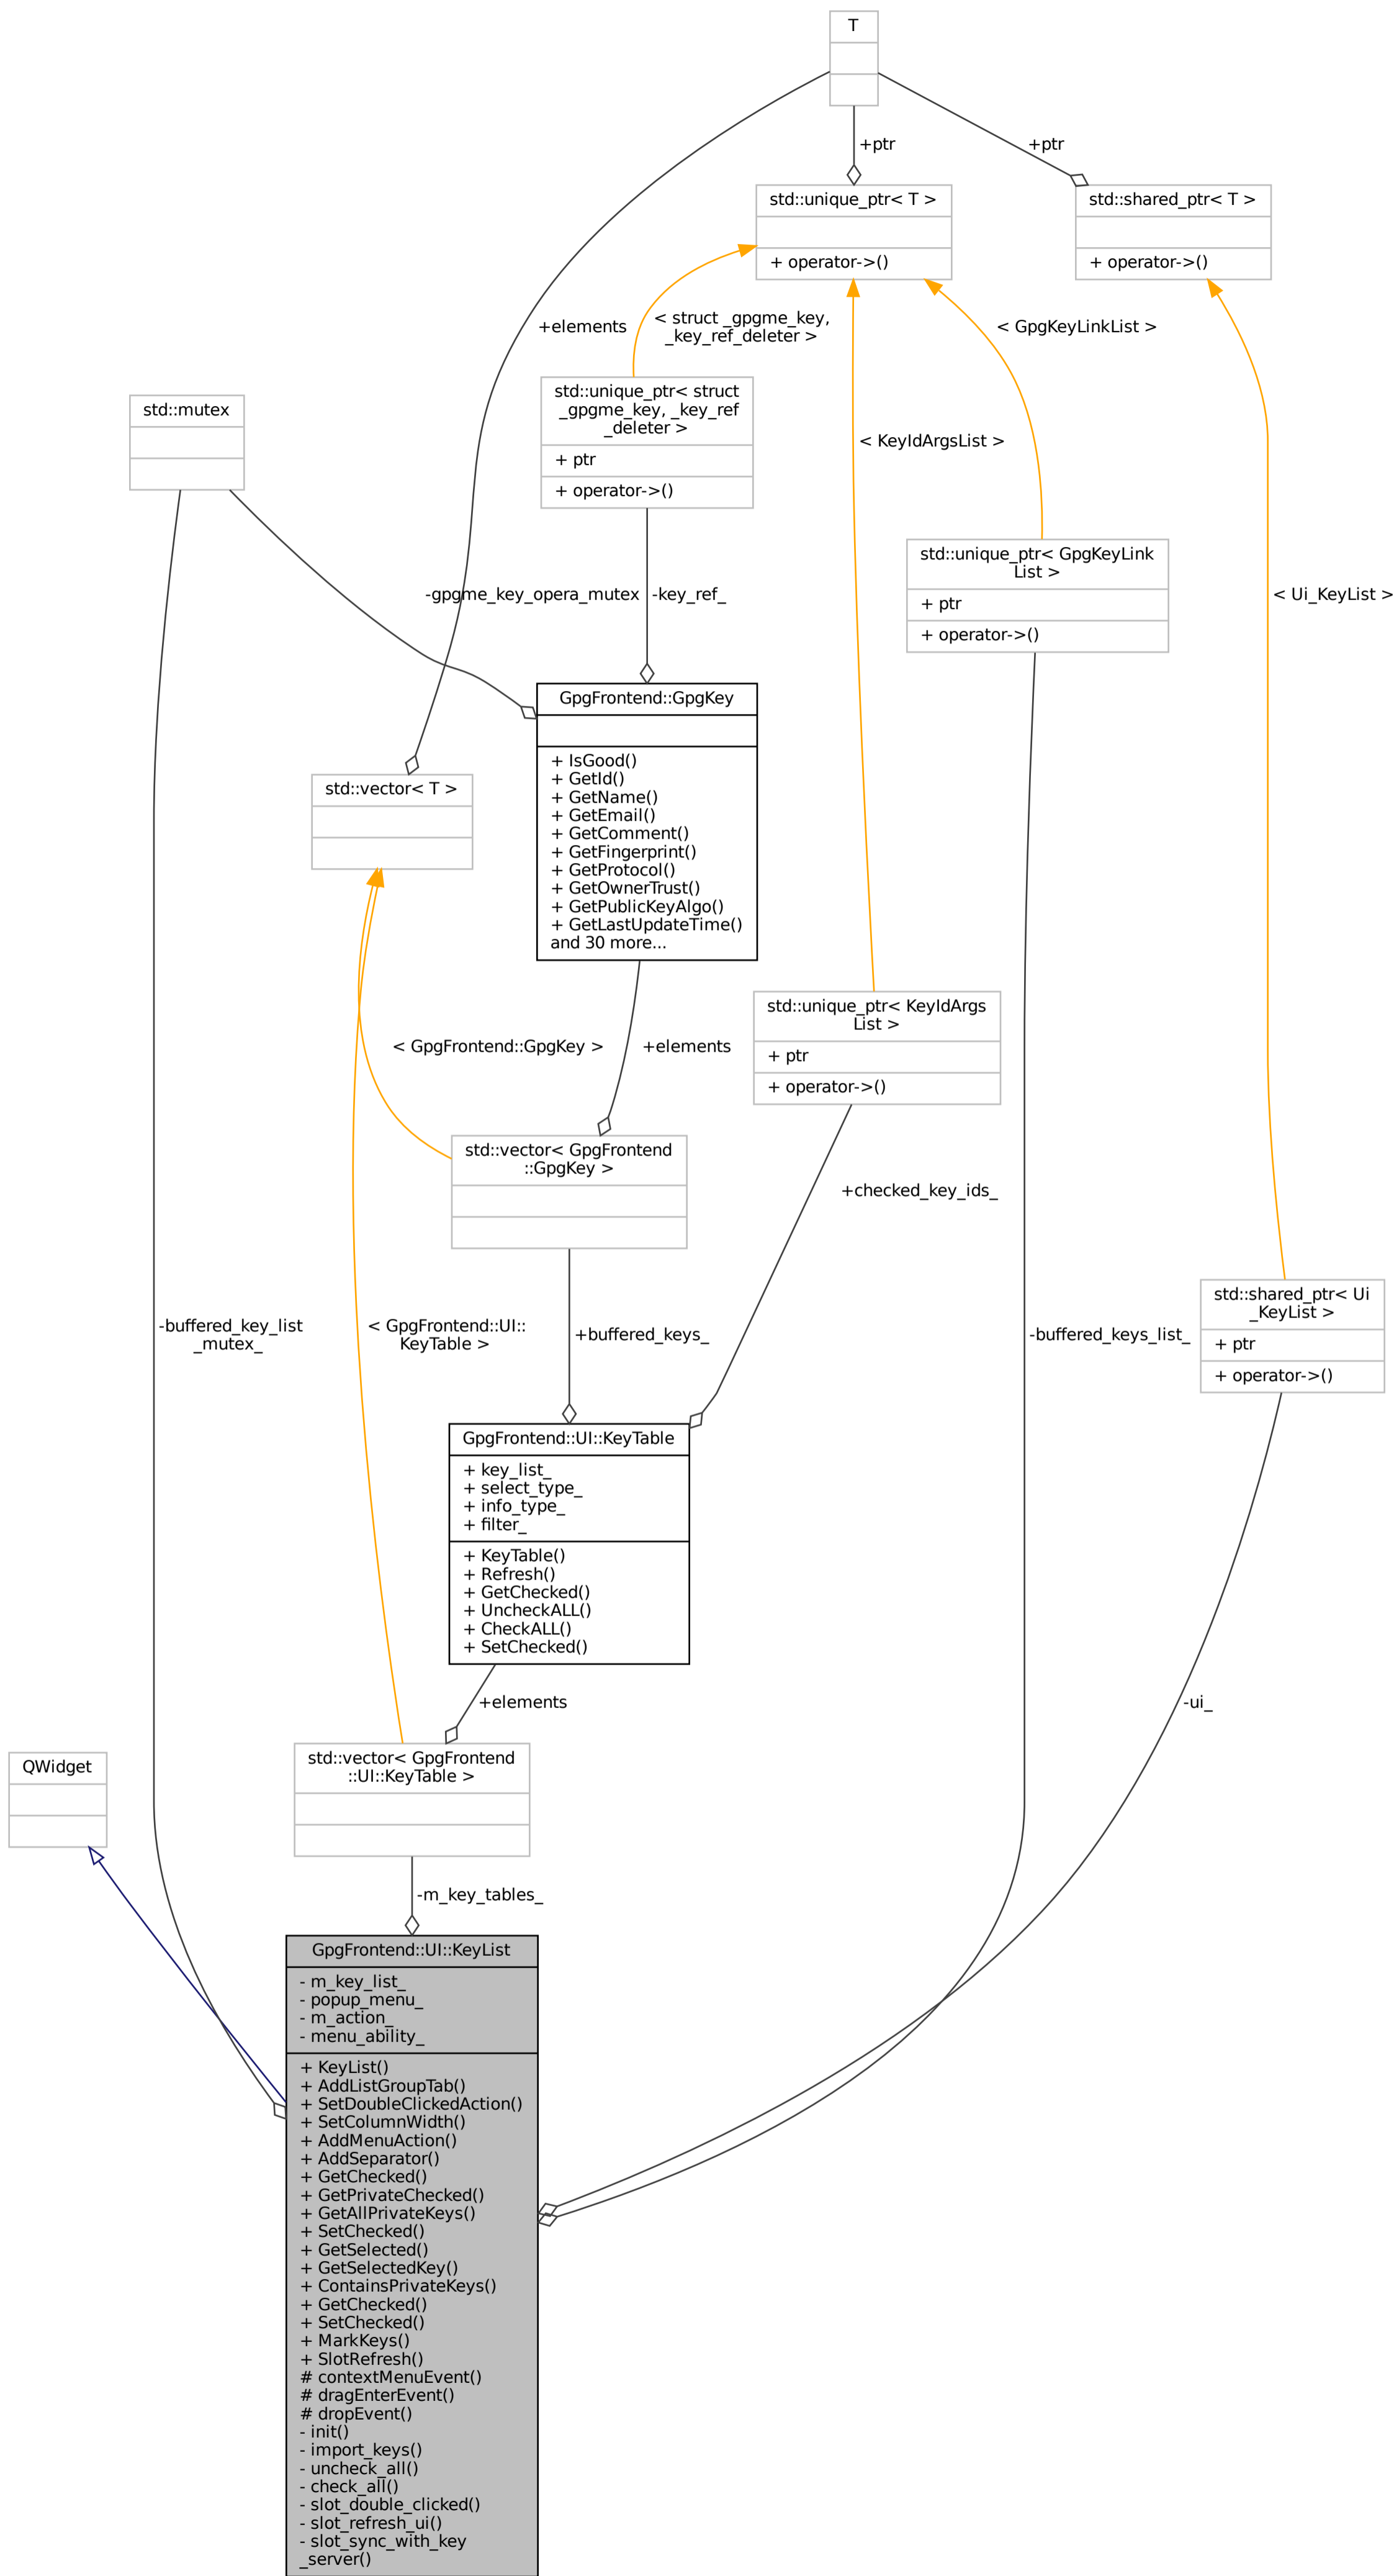 T
+ptr
+ptr
std::unique_ptr< T >
+ operator->()
std::shared_ptr< T >
+ operator->()
+elements
< struct _gpgme_key,
_key_ref_deleter >
< GpgKeyLinkList >
std::mutex
std::unique_ptr< struct
_gpgme_key, _key_ref
_deleter >
+ ptr
+ operator->()
< KeyIdArgsList >
std::unique_ptr< GpgKeyLink
List >
+ ptr
+ operator->()
-gpgme_key_opera_mutex
-key_ref_
< Ui_KeyList >
GpgFrontend::GpgKey
+ IsGood()
+ GetId()
+ GetName()
+ GetEmail()
+ GetComment()
+ GetFingerprint()
+ GetProtocol()
+ GetOwnerTrust()
+ GetPublicKeyAlgo()
+ GetLastUpdateTime()
and 30 more...
std::vector< T >
std::unique_ptr< KeyIdArgs
List >
+ ptr
+ operator->()
< GpgFrontend::GpgKey >
+elements
std::vector< GpgFrontend
::GpgKey >
+checked_key_ids_
std::shared_ptr< Ui
_KeyList >
+ ptr
+ operator->()
-buffered_key_list
_mutex_
< GpgFrontend::UI::
KeyTable >
+buffered_keys_
-buffered_keys_list_
GpgFrontend::UI::KeyTable
+ key_list_
+ select_type_
+ info_type_
+ filter_
+ KeyTable()
+ Refresh()
+ GetChecked()
+ UncheckALL()
+ CheckALL()
+ SetChecked()
+elements
-ui_
std::vector< GpgFrontend
::UI::KeyTable >
QWidget
-m_key_tables_
GpgFrontend::UI::KeyList
- m_key_list_
- popup_menu_
- m_action_
- menu_ability_
+ KeyList()
+ AddListGroupTab()
+ SetDoubleClickedAction()
+ SetColumnWidth()
+ AddMenuAction()
+ AddSeparator()
+ GetChecked()
+ GetPrivateChecked()
+ GetAllPrivateKeys()
+ SetChecked()
+ GetSelected()
+ GetSelectedKey()
+ ContainsPrivateKeys()
+ GetChecked()
+ SetChecked()
+ MarkKeys()
+ SlotRefresh()
# contextMenuEvent()
# dragEnterEvent()
# dropEvent()
- init()
- import_keys()
- uncheck_all()
- check_all()
- slot_double_clicked()
- slot_refresh_ui()
- slot_sync_with_key
_server()